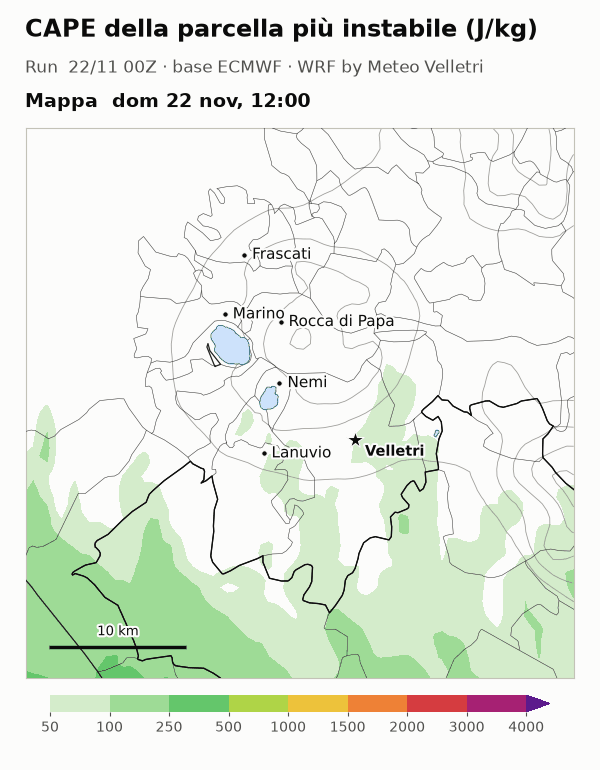 CAPE della parcella più instabile (J/kg)
Run  22/11 00Z · base ECMWF · WRF by Meteo Velletri
Mappa  dom 22 nov, 12:00
Frascati
Marino
Rocca di Papa
Nemi
Lanuvio
Velletri
10 km
50 100 250 500 1000 1500 2000 3000 4000